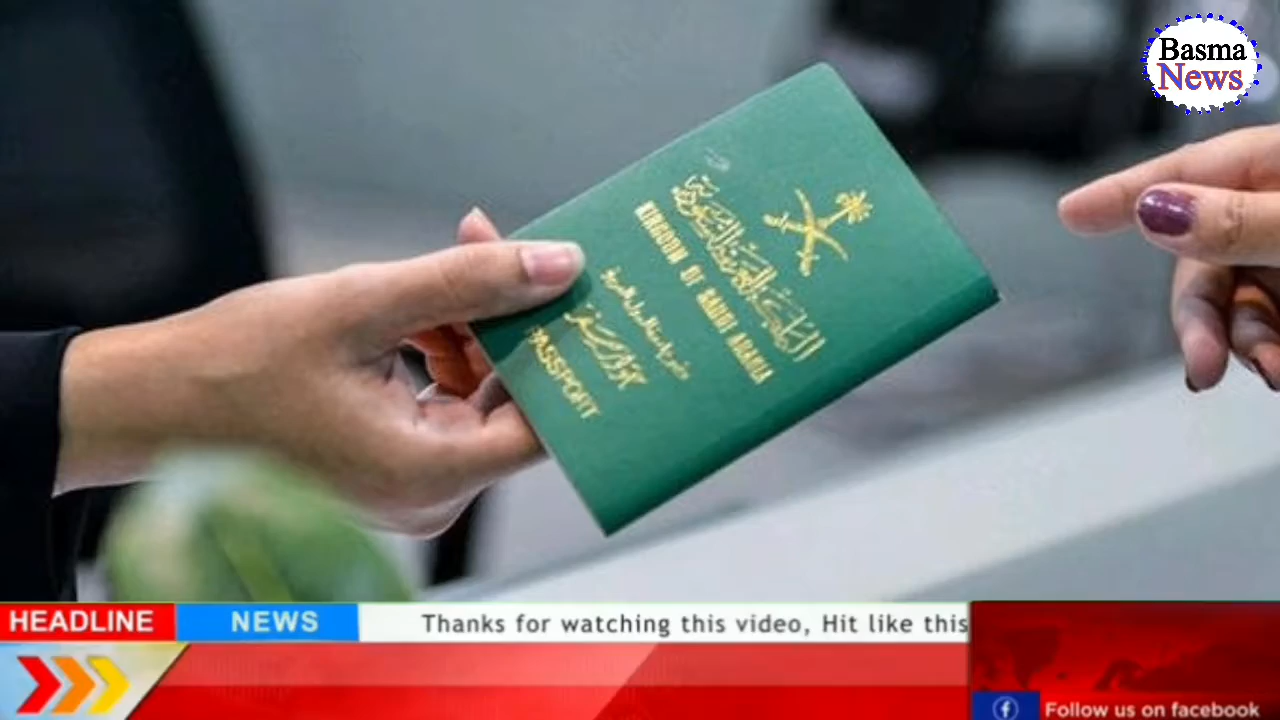 Basma
News
المملكة العربية السعودية
KINGDOM OF SAUDI ARABIA
جواز سفر
PASSPORT
HEADLINE
NEWS
Thanks for watching this video, Hit like this
Follow us on facebook